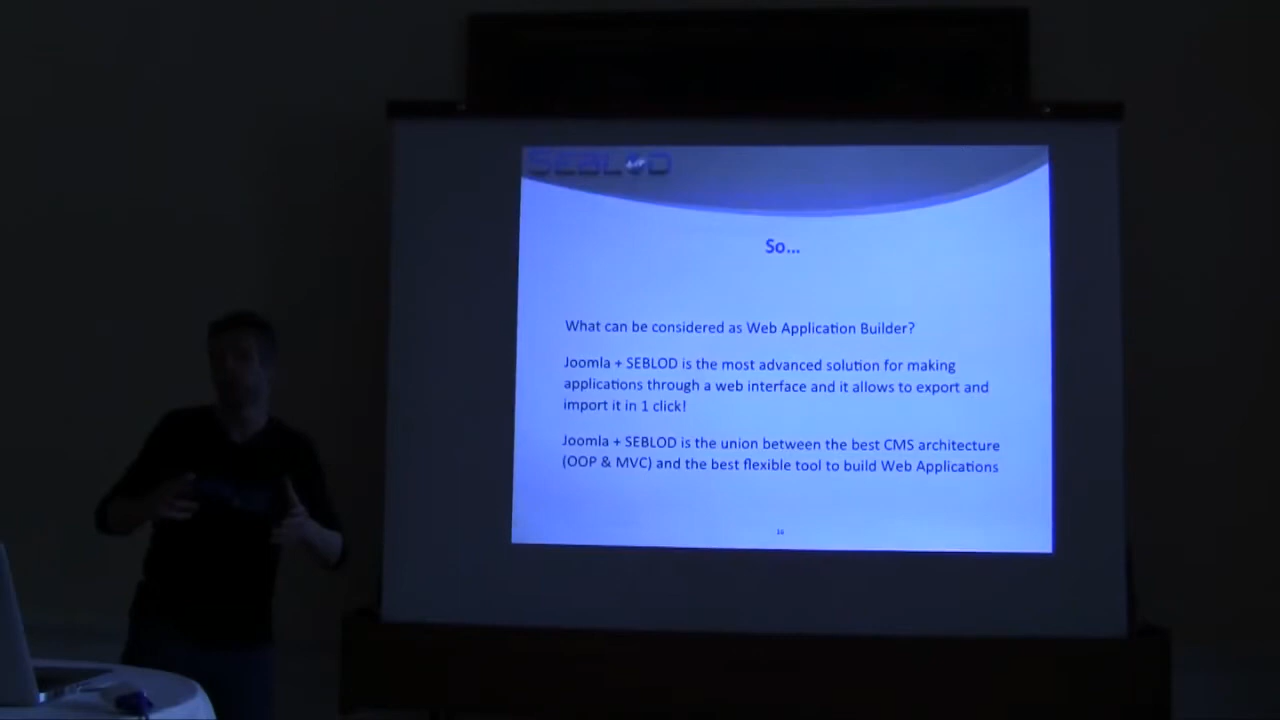 SEBLOD
So...
What can be considered as Web Application Builder?
Joomla + SEBLOD is the most advanced solution for making
applications through a web interface and it allows to export and
import it in 1 click!
Joomla + SEBLOD is the union between the best CMS architecture
(OOP & MVC) and the best flexible tool to build Web Applications